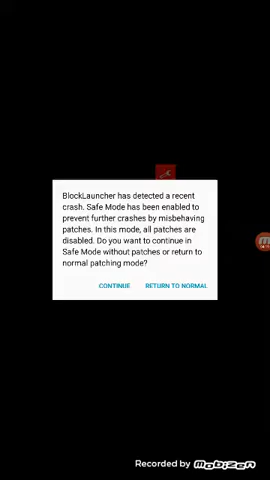 BlockLauncher has detected a recent
crash. Safe Mode has been enabled to
prevent further crashes by misbehaving
patches. In this mode, all patches are
disabled. Do you want to continue in
Safe Mode without patches or return to
normal patching mode?
CONTINUE RETURN TO NORMAL
Recorded by mobizen